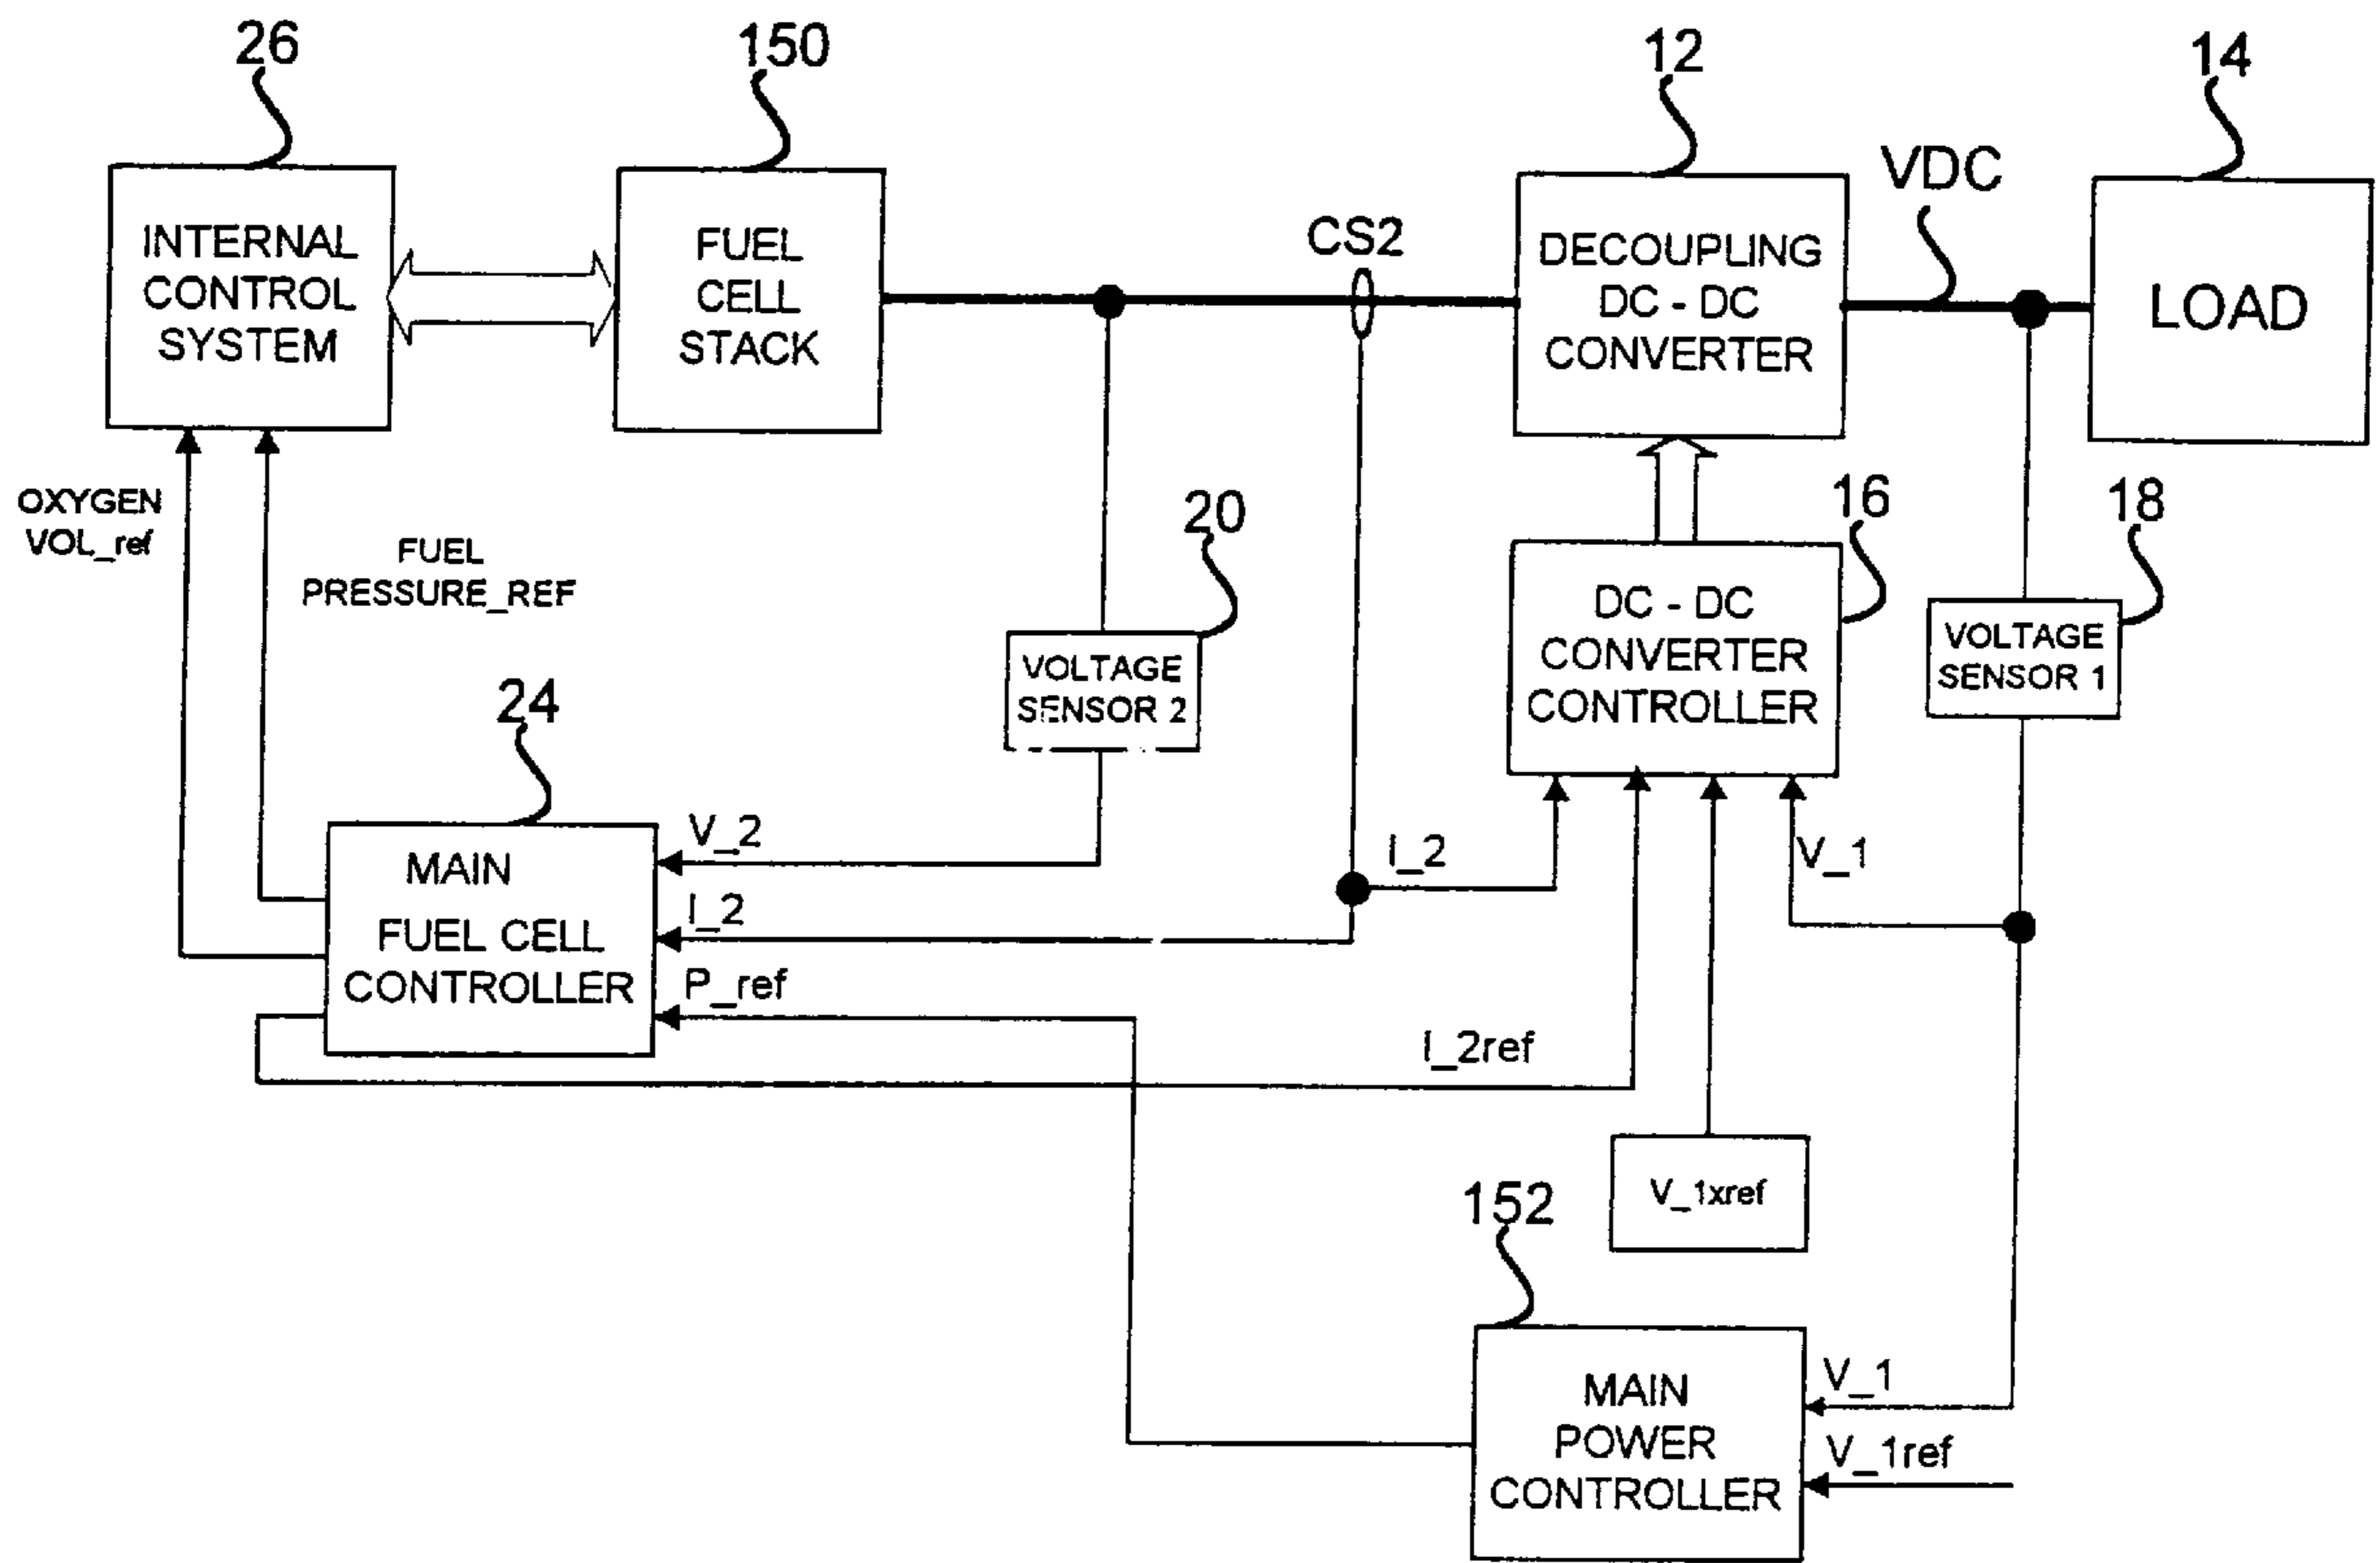 26
150
12
14
VDC
CS2
INTERNAL
CONTROL
SYSTEM
FUEL
CELL
STACK
DECOUPLING
DC - DC
CONVERTER
LOAD
OXYGEN
VOL_ref
FUEL
PRESSURE_REF
20
16
18
VOLTAGE
SENSOR 2
DC - DC
CONVERTER
CONTROLLER
VOLTAGE
SENSOR 1
24
MAIN
FUEL CELL
CONTROLLER
V_2
I_2
P_ref
I_2
V_1
I_2ref
V_1xref
152
MAIN
POWER
CONTROLLER
V_1
V_1ref